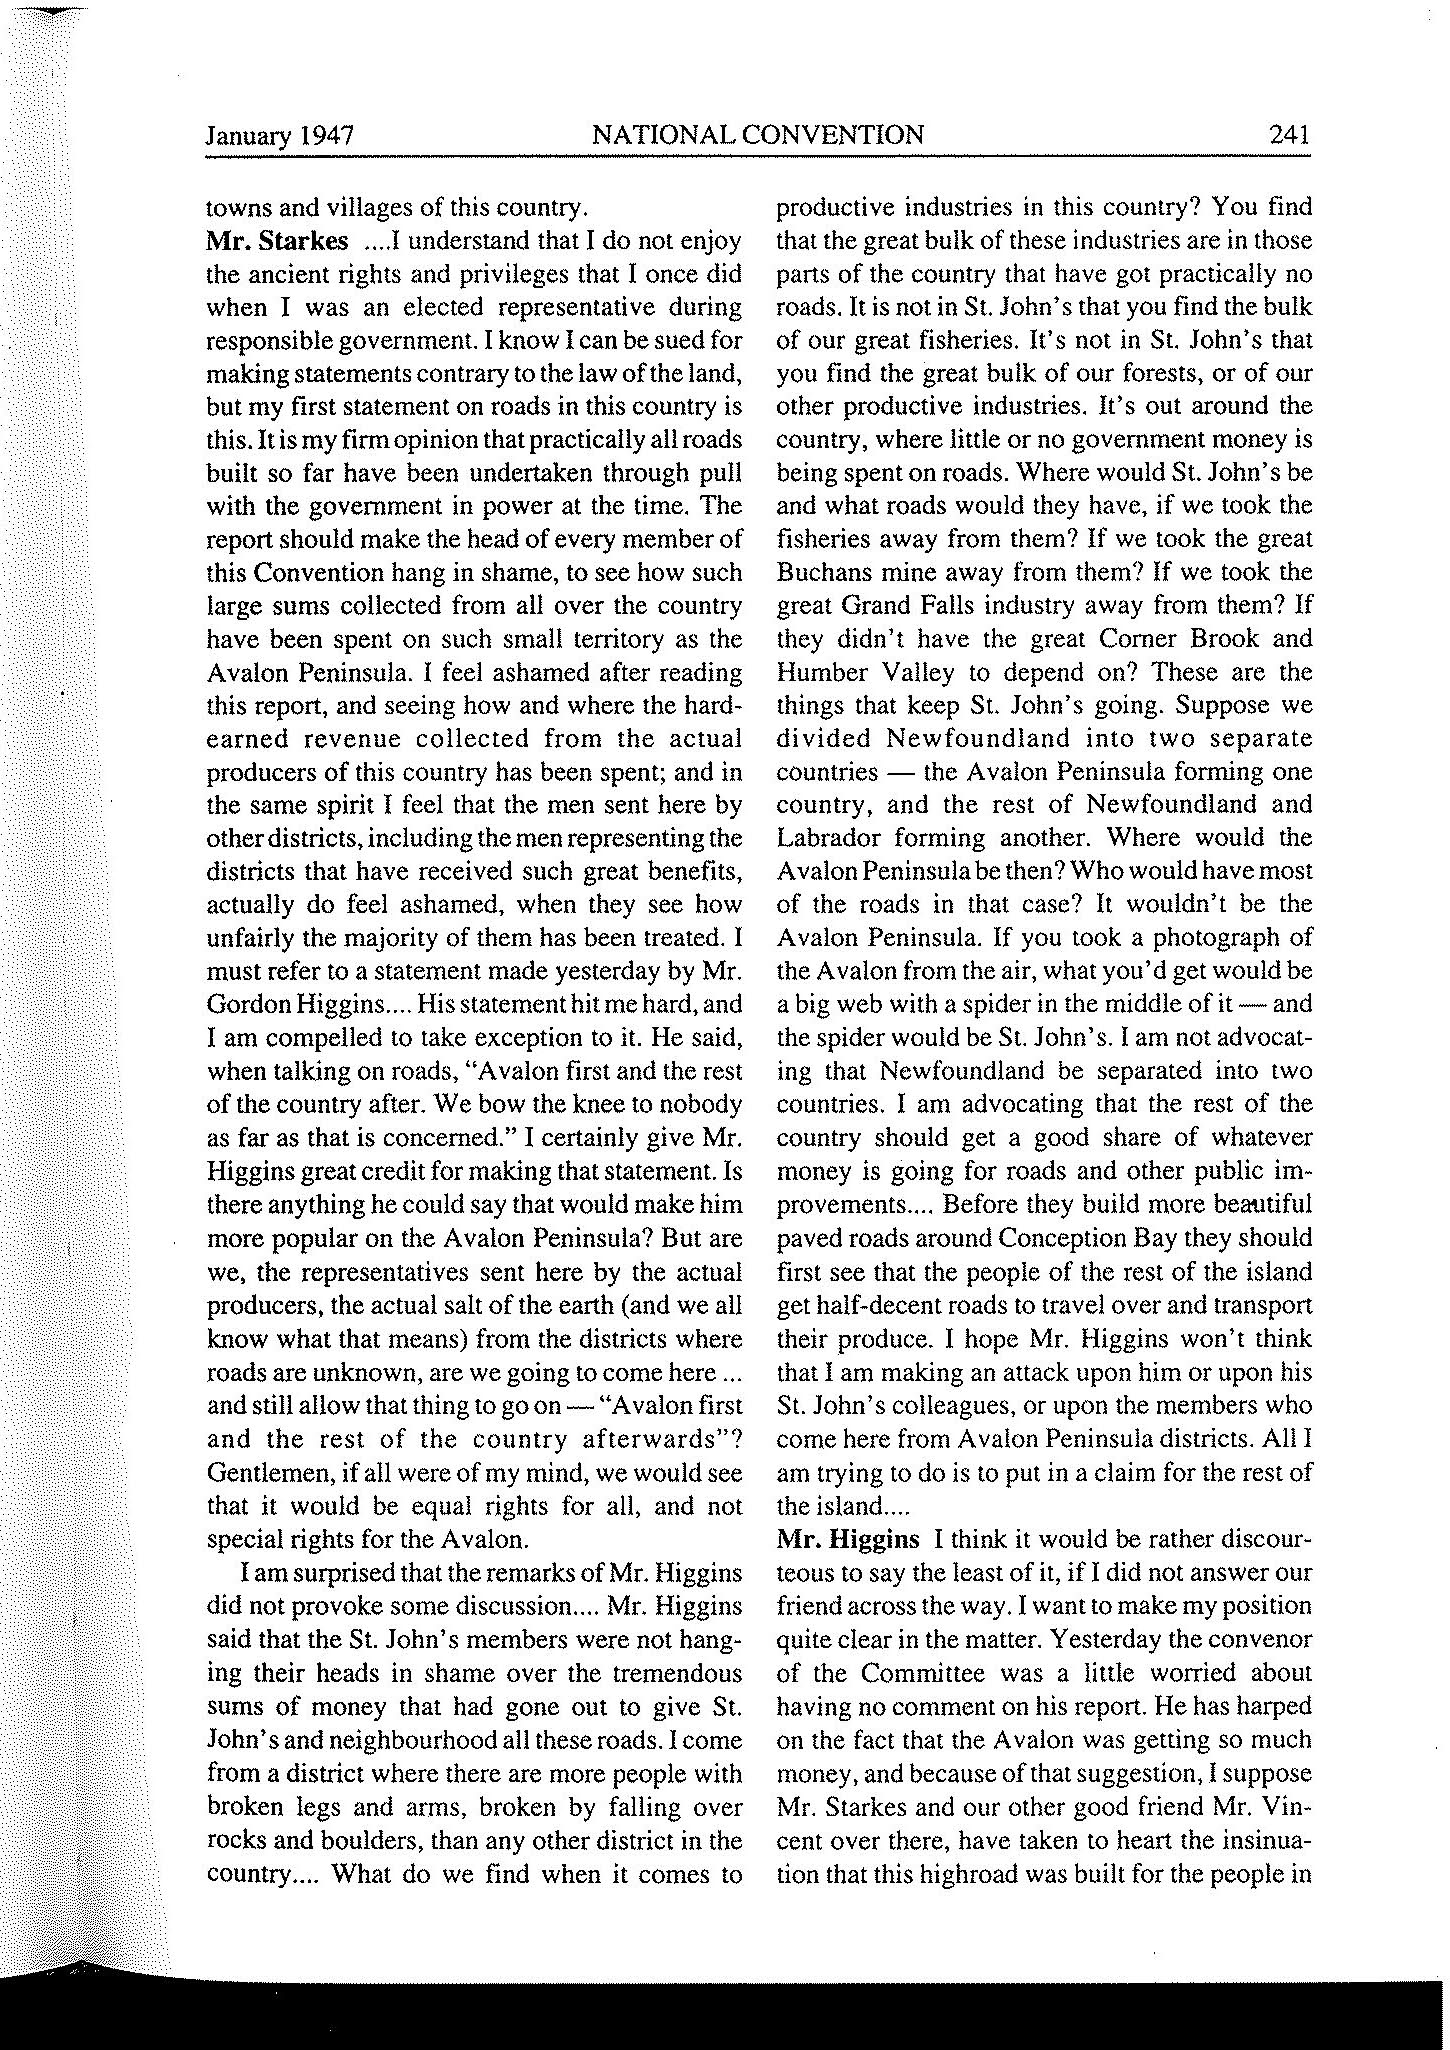 January 1947 NATIONAL CONVENTION 241
towns and villages of this country.
Mr. Starkes ....I understand that I do not enjoy
the ancient rights and privileges that I once did
when I was an elected representative during
responsible government. I know I can be sued for
making statements contrary to the law of the land,
but my first statement on roads in this country is
this. It is my firm opinion that practically all roads
built so far have been undertaken through pull
with the government in power at the time. The
report should make the head of every member of
this Convention hang in shame, to see how such
large sums collected from all over the country
have been spent on such small territory as the
Avalon Peninsula. I feel ashamed after reading
this report, and seeing how and where the hard-
earned revenue collected from the actual
producers of this country has been spent; and in
the same spirit I feel that the men sent here by
other districts, including the men representing the
districts that have received such great benefits,
actually do feel ashamed, when they see how
unfairly the majority of them has been treated. I
must refer to a statement made yesterday by Mr.
Gordon Higgins.... His statement hit me hard, and
I am compelled to take exception to it. He said,
when talking on roads, "Avalon first and the rest
of the country after. We bow the knee to nobody
as far as that is concerned." I certainly give Mr.
Higgins great credit for making that statement. Is
there anything he could say that would make him
more popular on the Avalon Peninsula? But are
we, the representatives sent here by the actual
producers, the actual salt of the earth (and we all
know what that means) from the districts where
roads are unknown, are we going to come here ...
and still allow that thing to go on — "Avalon first
and the rest of the country afterwards"?
Gentlemen, if all were of my mind, we would see
that it would be equal rights for all, and not
special rights for the Avalon.
I am surprised that the remarks of Mr. Higgins
did not provoke some discussion.... Mr. Higgins
said that the St. John's members were not hang-
ing their heads in shame over the tremendous
sums of money that had gone out to give St.
John's and neighbourhood all these roads. I come
from a district where there are more people with
broken legs and arms, broken by falling over
rocks and boulders, than any other district in the
country.... What do we find when it comes to
productive industries in this country? You find
that the great bulk of these industries are in those
parts of the country that have got practically no
roads. It is not in St. John's that you find the bulk
of our great fisheries. It's not in St. John's that
you find the great bulk of our forests, or of our
other productive industries. It's out around the
country, where little or no government money is
being spent on roads. Where would St. John's be
and what roads would they have, if we took the
fisheries away from them? If we took the great
Buchans mine away from them? If we took the
great Grand Falls industry away from them? If
they didn't have the great Corner Brook and
Humber Valley to depend on? These are the
things that keep St. John's going. Suppose we
divided Newfoundland into two separate
countries — the Avalon Peninsula forming one
country, and the rest of Newfoundland and
Labrador forming another. Where would the
Avalon Peninsula be then? Who would have most
of the roads in that case? It wouldn't be the
Avalon Peninsula. If you took a photograph of
the Avalon from the air, what you'd get would be
a big web with a spider in the middle of it — and
the spider would be St. John's. I am not advocat-
ing that Newfoundland be separated into two
countries. I am advocating that the rest of the
country should get a good share of whatever
money is going for roads and other public im-
provements.... Before they build more beautiful
paved roads around Conception Bay they should
first see that the people of the rest of the island
get half-decent roads to travel over and transport
their produce. I hope Mr. Higgins won't think
that I am making an attack upon him or upon his
St. John's colleagues, or upon the members who
come here from Avalon Peninsula districts. All I
am trying to do is to put in a claim for the rest of
the island....
Mr. Higgins I think it would be rather discour-
teous to say the least of it, if I did not answer our
friend across the way. I want to make my position
quite clear in the matter. Yesterday the convenor
of the Committee was a little worried about
having no comment on his report. He has harped
on the fact that the Avalon was getting so much
money, and because of that suggestion, I suppose
Mr. Starkes and our other good friend Mr. Vin-
cent over there, have taken to heart the insinua-
tion that this highroad was built for the people in